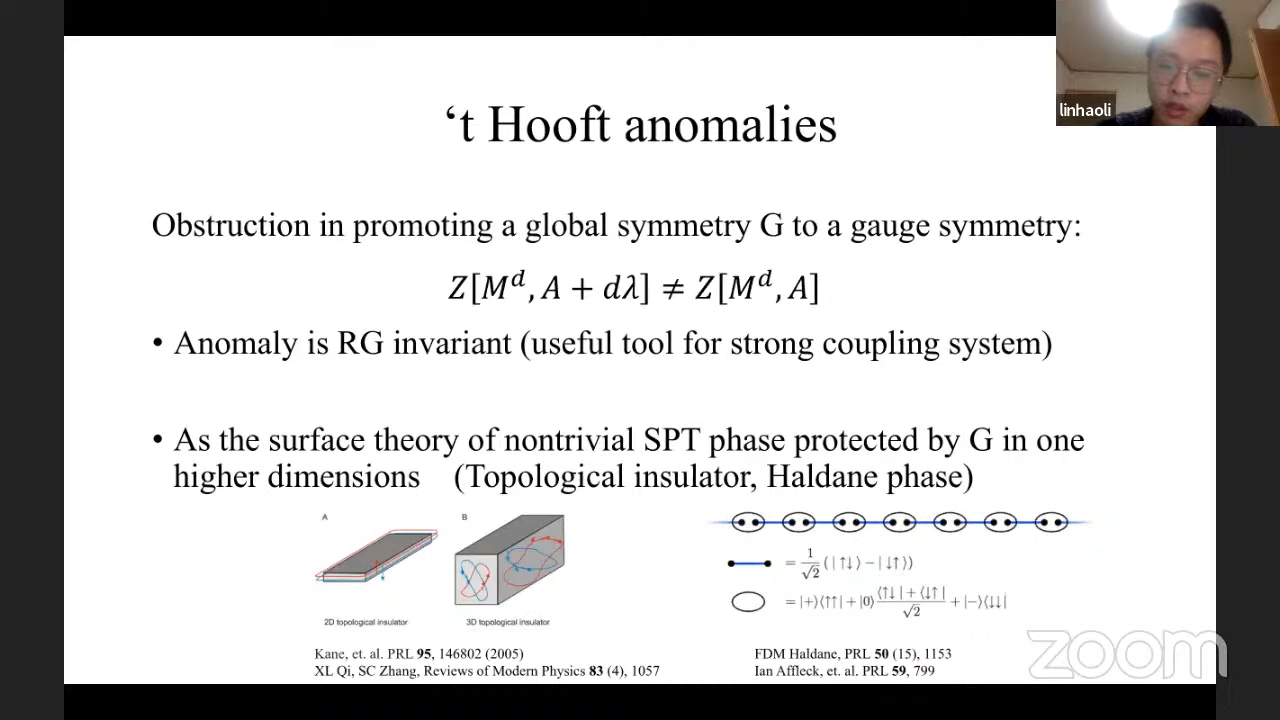 linhaoli
‘t Hooft anomalies
Obstruction in promoting a global symmetry G to a gauge symmetry:
Z[M^d, A + dλ] ≠ Z[M^d, A]
• Anomaly is RG invariant (useful tool for strong coupling system)
• As the surface theory of nontrivial SPT phase protected by G in one
higher dimensions (Topological insulator, Haldane phase)
A B
= 1/√2 (|↑↓⟩ − |↓↑⟩)
= |+⟩⟨↑↑| + |0⟩ (⟨↑↓| + ⟨↓↑|)/√2 + |−⟩⟨↓↓|
2D topological insulator 3D topological insulator
Kane, et. al. PRL 95, 146802 (2005)
XL Qi, SC Zhang, Reviews of Modern Physics 83 (4), 1057
FDM Haldane, PRL 50 (15), 1153
Ian Affleck, et. al. PRL 59, 799
zoom